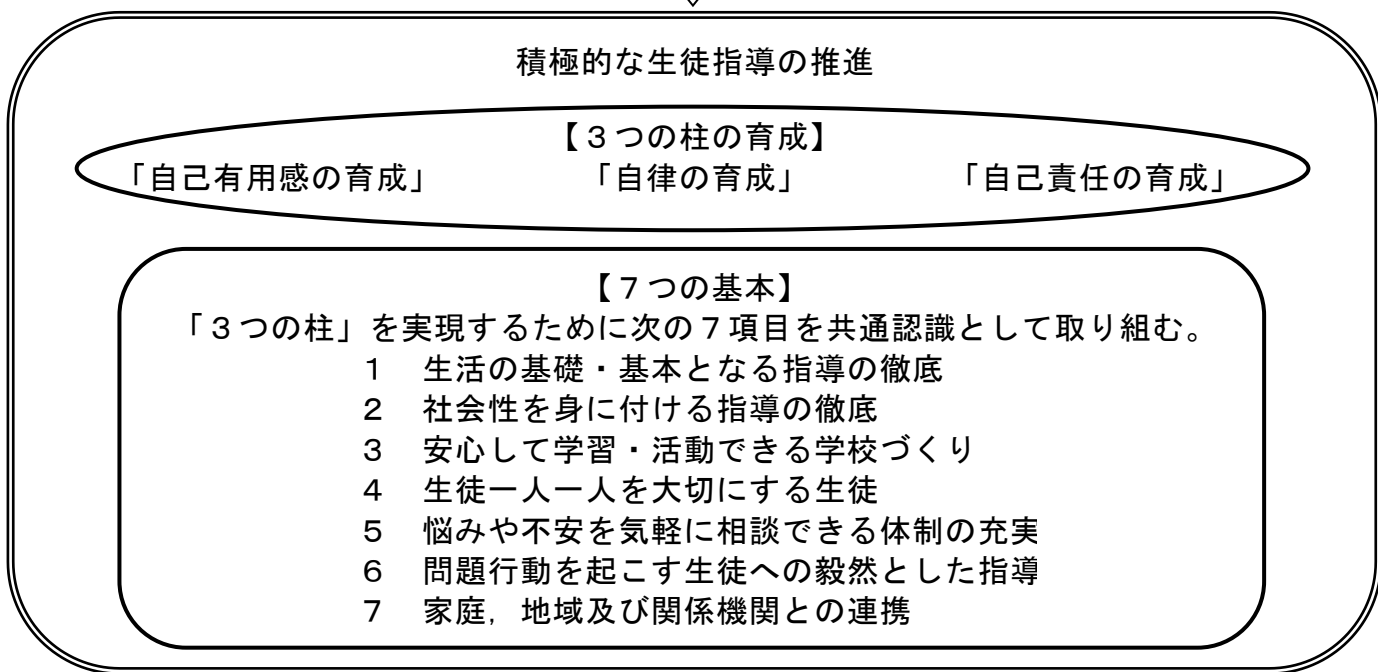 積極的な生徒指導の推進
【３つの柱の育成】
「自己有用感の育成」　「自律の育成」　「自己責任の育成」
【７つの基本】
「３つの柱」を実現するために次の７項目を共通認識として取り組む。
１　生活の基礎・基本となる指導の徹底
２　社会性を身に付ける指導の徹底
３　安心して学習・活動できる学校づくり
４　生徒一人一人を大切にする生徒
５　悩みや不安を気軽に相談できる体制の充実
６　問題行動を起こす生徒への毅然とした指導
７　家庭，地域及び関係機関との連携